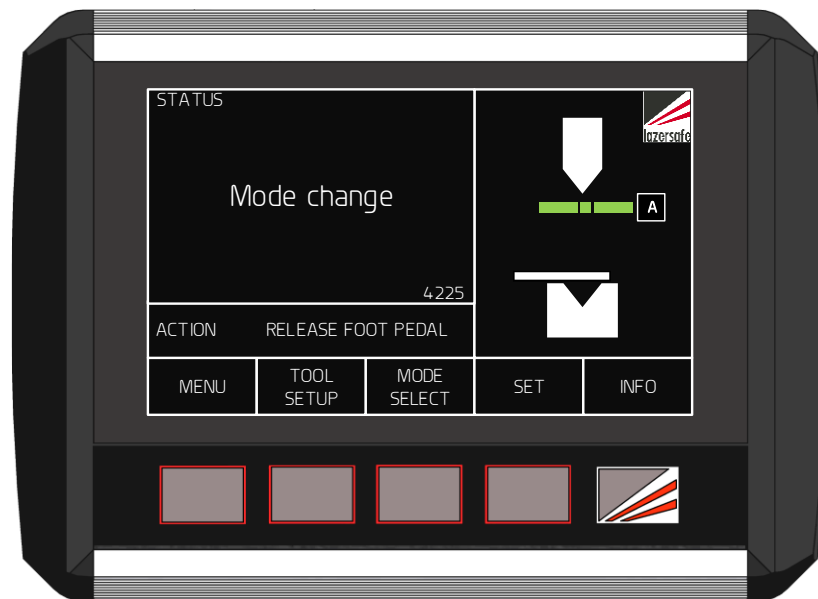 STATUS
lazersafe
Mode change
A
4225
ACTION RELEASE FOOT PEDAL
MENU
TOOL
SETUP
MODE
SELECT
SET
INFO